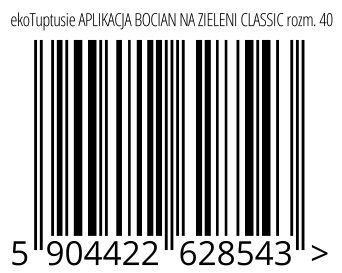 ekoTuptusie APLIKACJA BOCIAN NA ZIELENI CLASSIC rozm. 40
5 904422 628543 >